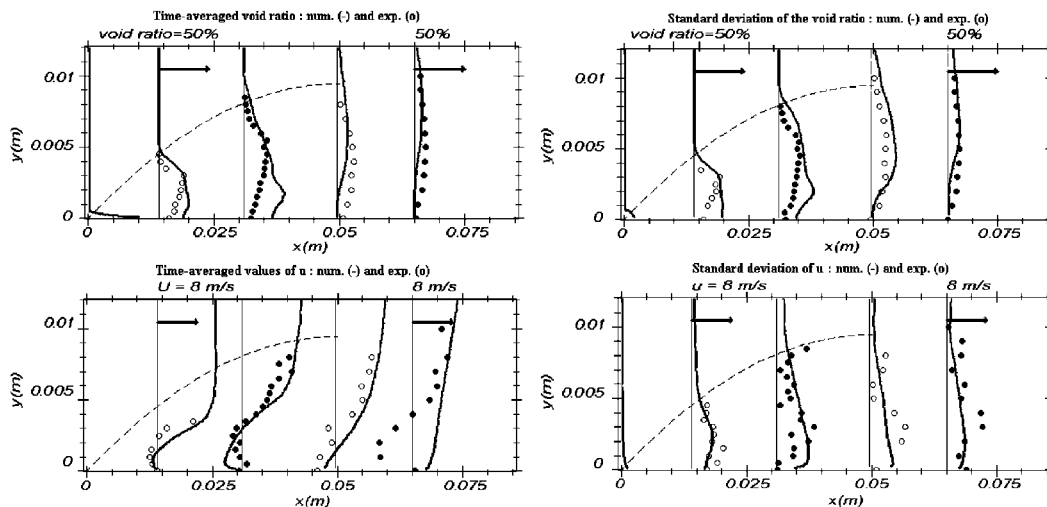 Time-averaged void ratio : num. (-) and exp. (o)
void ratio=50%
50%
0.01
0.005
0
y(m)
0
0.025
0.05
0.075
x(m)
Standard deviation of the void ratio : num. (-) and exp. (o)
void ratio=50%
50%
0.01
0.005
0
y(m)
0
0.025
0.05
0.075
x(m)
Time-averaged values of u : num. (-) and exp. (o)
U = 8 m/s
8 m/s
0.01
0.005
0
y(m)
0
0.025
0.05
0.075
x(m)
Standard deviation of u : num. (-) and exp. (o)
u = 8 m/s
8 m/s
0.01
0.005
0
y(m)
0
0.025
0.05
0.075
x(m)